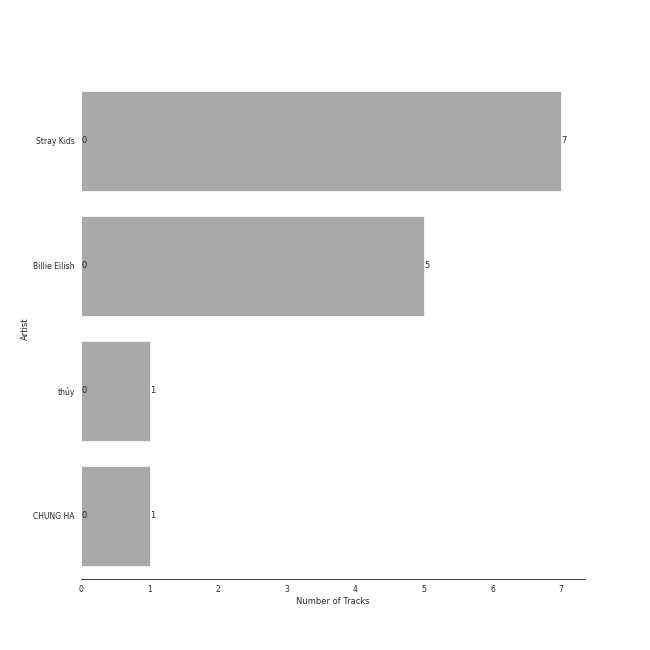 Stray Kids 0 7
Billie Eilish 0 5
Artist
thủy 0 1
CHUNG HA 0 1
0 1 2 3 4 5 6 7
Number of Tracks